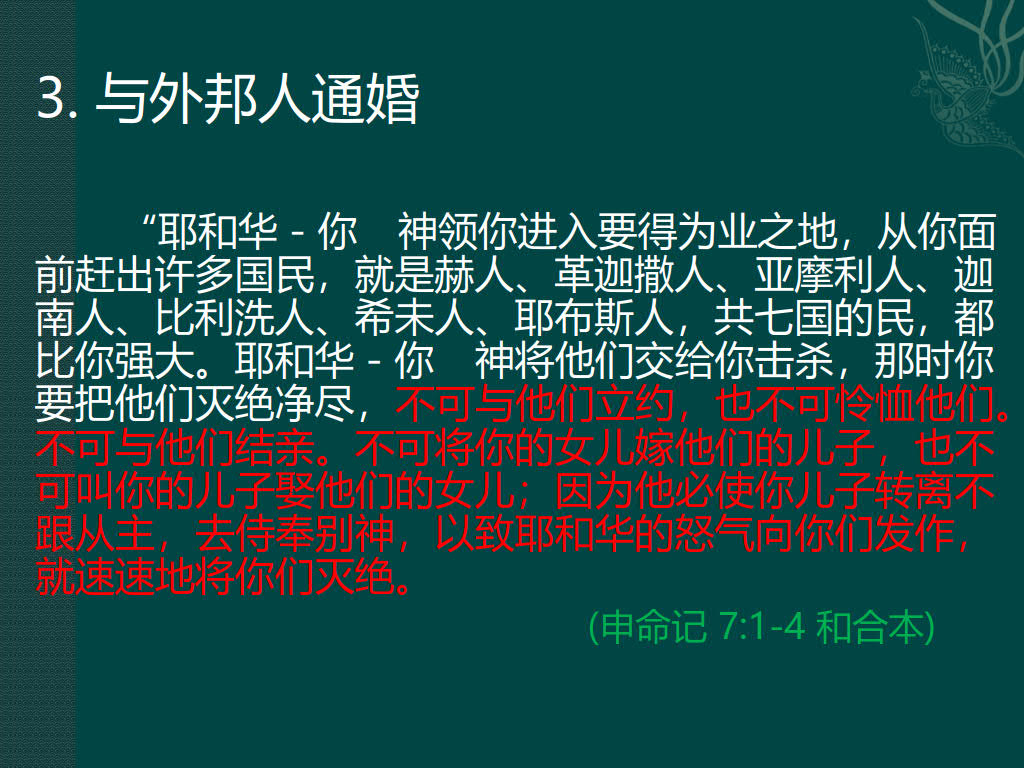 3. 与外邦人通婚
“耶和华－你　神领你进入要得为业之地，从你面
前赶出许多国民，就是赫人、革迦撒人、亚摩利人、迦
南人、比利洗人、希未人、耶布斯人，共七国的民，都
比你强大。耶和华－你　神将他们交给你击杀，那时你
要把他们灭绝净尽，不可与他们立约，也不可怜恤他们。
不可与他们结亲。不可将你的女儿嫁他们的儿子，也不
可叫你的儿子娶他们的女儿；因为他必使你儿子转离不
跟从主，去侍奉别神，以致耶和华的怒气向你们发作，
就速速地将你们灭绝。
(申命记 7:1-4 和合本)